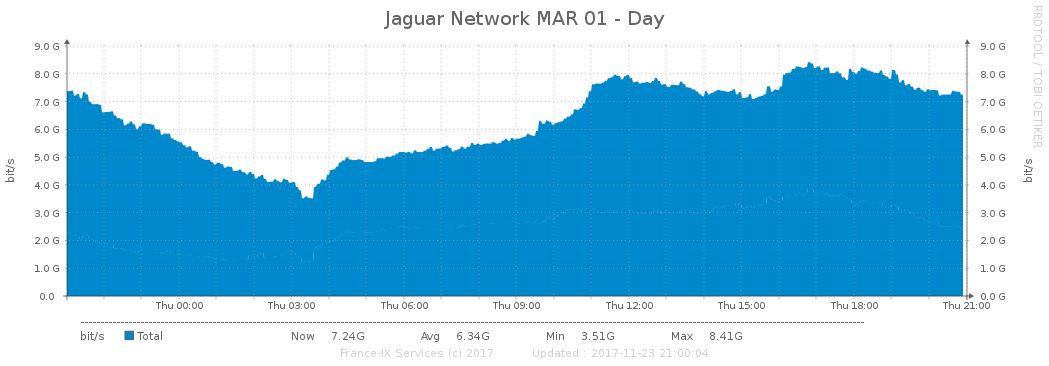 Jaguar Network MAR 01 - Day
RRDTOOL / TOBI OETIKER
9.0 G 9.0 G
8.0 G 8.0 G
7.0 G 7.0 G
6.0 G 6.0 G
5.0 G 5.0 G
4.0 G 4.0 G
3.0 G 3.0 G
2.0 G 2.0 G
1.0 G 1.0 G
0.0 0.0 G
bit/s bit/s
Thu 00:00 Thu 03:00 Thu 06:00 Thu 09:00 Thu 12:00 Thu 15:00 Thu 18:00 Thu 21:00
bit/s Total Now 7.24G Avg 6.34G Min 3.51G Max 8.41G
France-IX Services (c) 2017 Updated : 2017-11-23 21:00:04